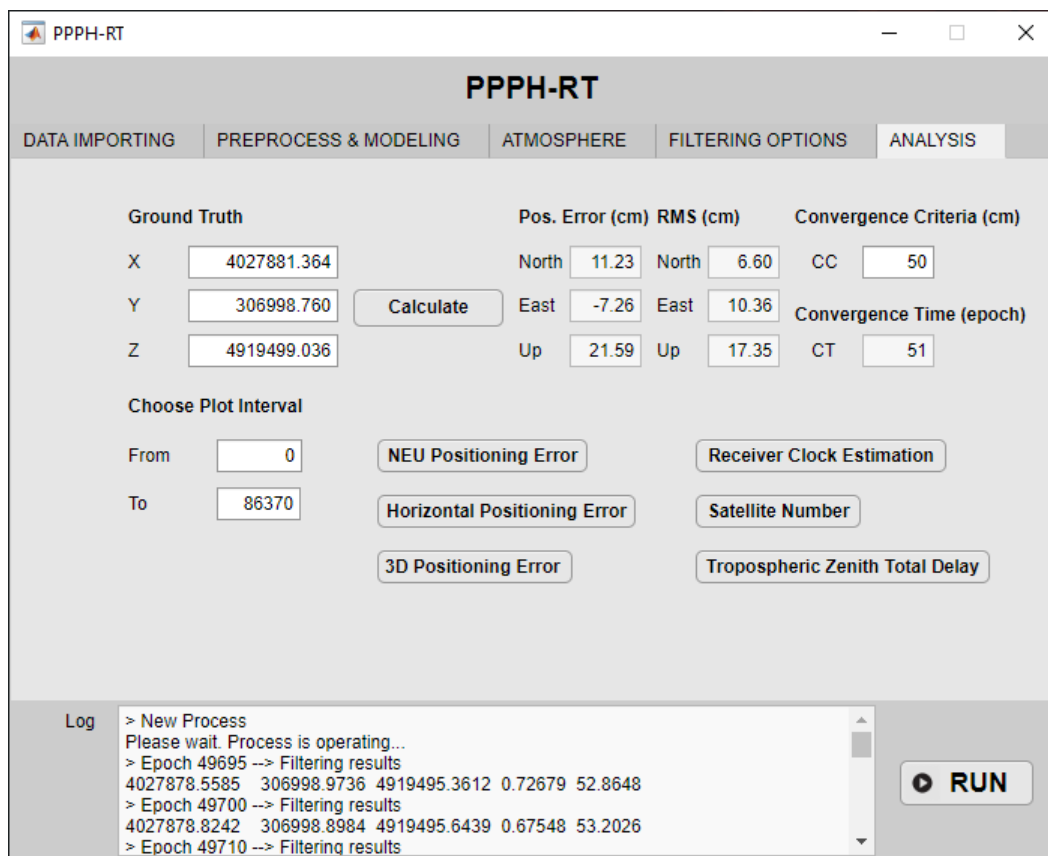 PPPH-RT
PPPH-RT
DATA IMPORTING PREPROCESS & MODELING ATMOSPHERE FILTERING OPTIONS ANALYSIS
Ground Truth Pos. Error (cm) RMS (cm) Convergence Criteria (cm)
X 4027881.364 North 11.23 North 6.60 CC 50
Y 306998.760 Calculate East -7.26 East 10.36 Convergence Time (epoch)
Z 4919499.036 Up 21.59 Up 17.35 CT 51
Choose Plot Interval
From 0 NEU Positioning Error Receiver Clock Estimation
To 86370 Horizontal Positioning Error Satellite Number
3D Positioning Error Tropospheric Zenith Total Delay
Log > New Process
Please wait. Process is operating...
> Epoch 49695 --> Filtering results
4027878.5585 306998.9736 4919495.3612 0.72679 52.8648
> Epoch 49700 --> Filtering results
4027878.8242 306998.8984 4919495.6439 0.67548 53.2026
> Epoch 49710 --> Filtering results
RUN